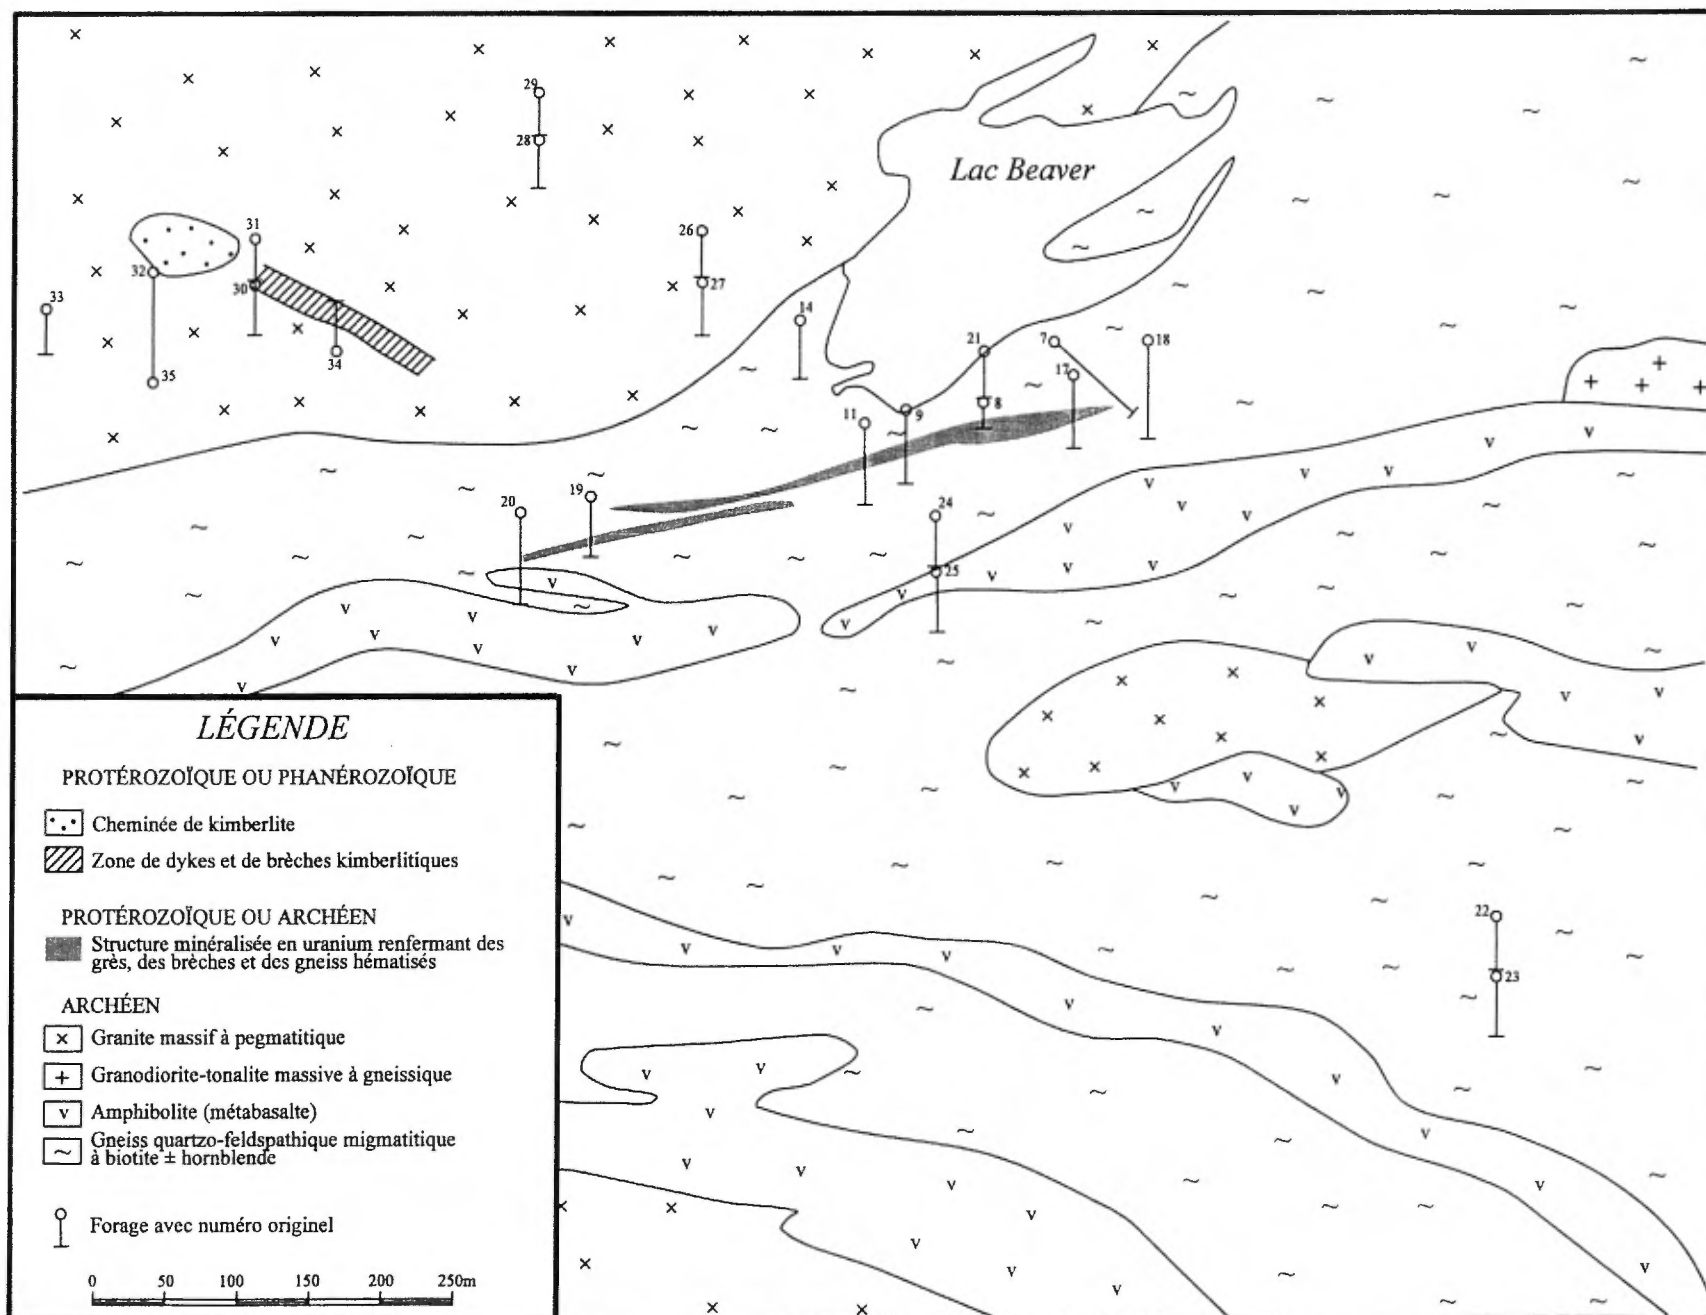 29
28
Lac Beaver
31
26
32
30
27
33
14
21
7
18
34
17
35
8
11
9
19
20
24
25
LÉGENDE
PROTÉROZOÏQUE OU PHANÉROZOÏQUE
Cheminée de kimberlite
Zone de dykes et de brèches kimberlitiques
PROTÉROZOÏQUE OU ARCHÉEN
Structure minéralisée en uranium renfermant des
grès, des brèches et des gneiss hématisés
ARCHÉEN
x Granite massif à pegmatitique
+ Granodiorite-tonalite massive à gneissique
v Amphibolite (métabasalte)
~ Gneiss quartzo-feldspathique migmatitique
à biotite ± hornblende
Forage avec numéro originel
0 50 100 150 200 250m
22
23